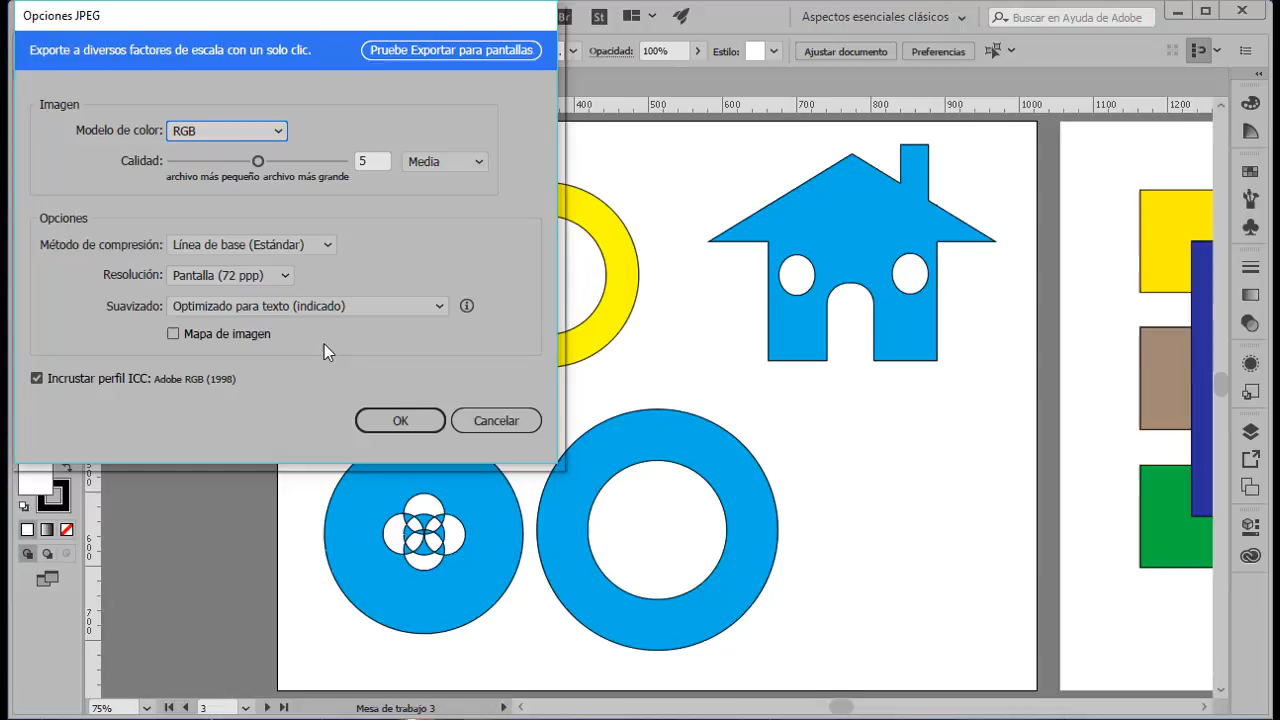 Opciones JPEG
Br St
Aspectos esenciales clásicos
Buscar en Ayuda de Adobe
Exporte a diversos factores de escala con un solo clic. Pruebe Exportar para pantallas
Opacidad: 100% Estilo: Ajustar documento Preferencias
Imagen
400 500 600 700 800 900 1000 1100 1200
Modelo de color: RGB
Calidad: 5 Media
archivo más pequeño archivo más grande
Opciones
Método de compresión: Línea de base (Estándar)
Resolución: Pantalla (72 ppp)
Suavizado: Optimizado para texto (indicado)
Mapa de imagen
Incrustar perfil ICC: Adobe RGB (1998)
OK Cancelar
600
700
75% 3 Mesa de trabajo 3